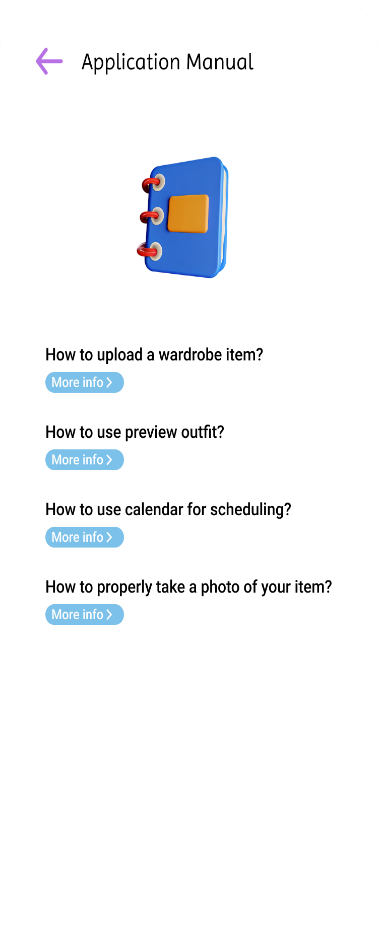 Application Manual
How to upload a wardrobe item?
More info
How to use preview outfit?
More info
How to use calendar for scheduling?
More info
How to properly take a photo of your item?
More info